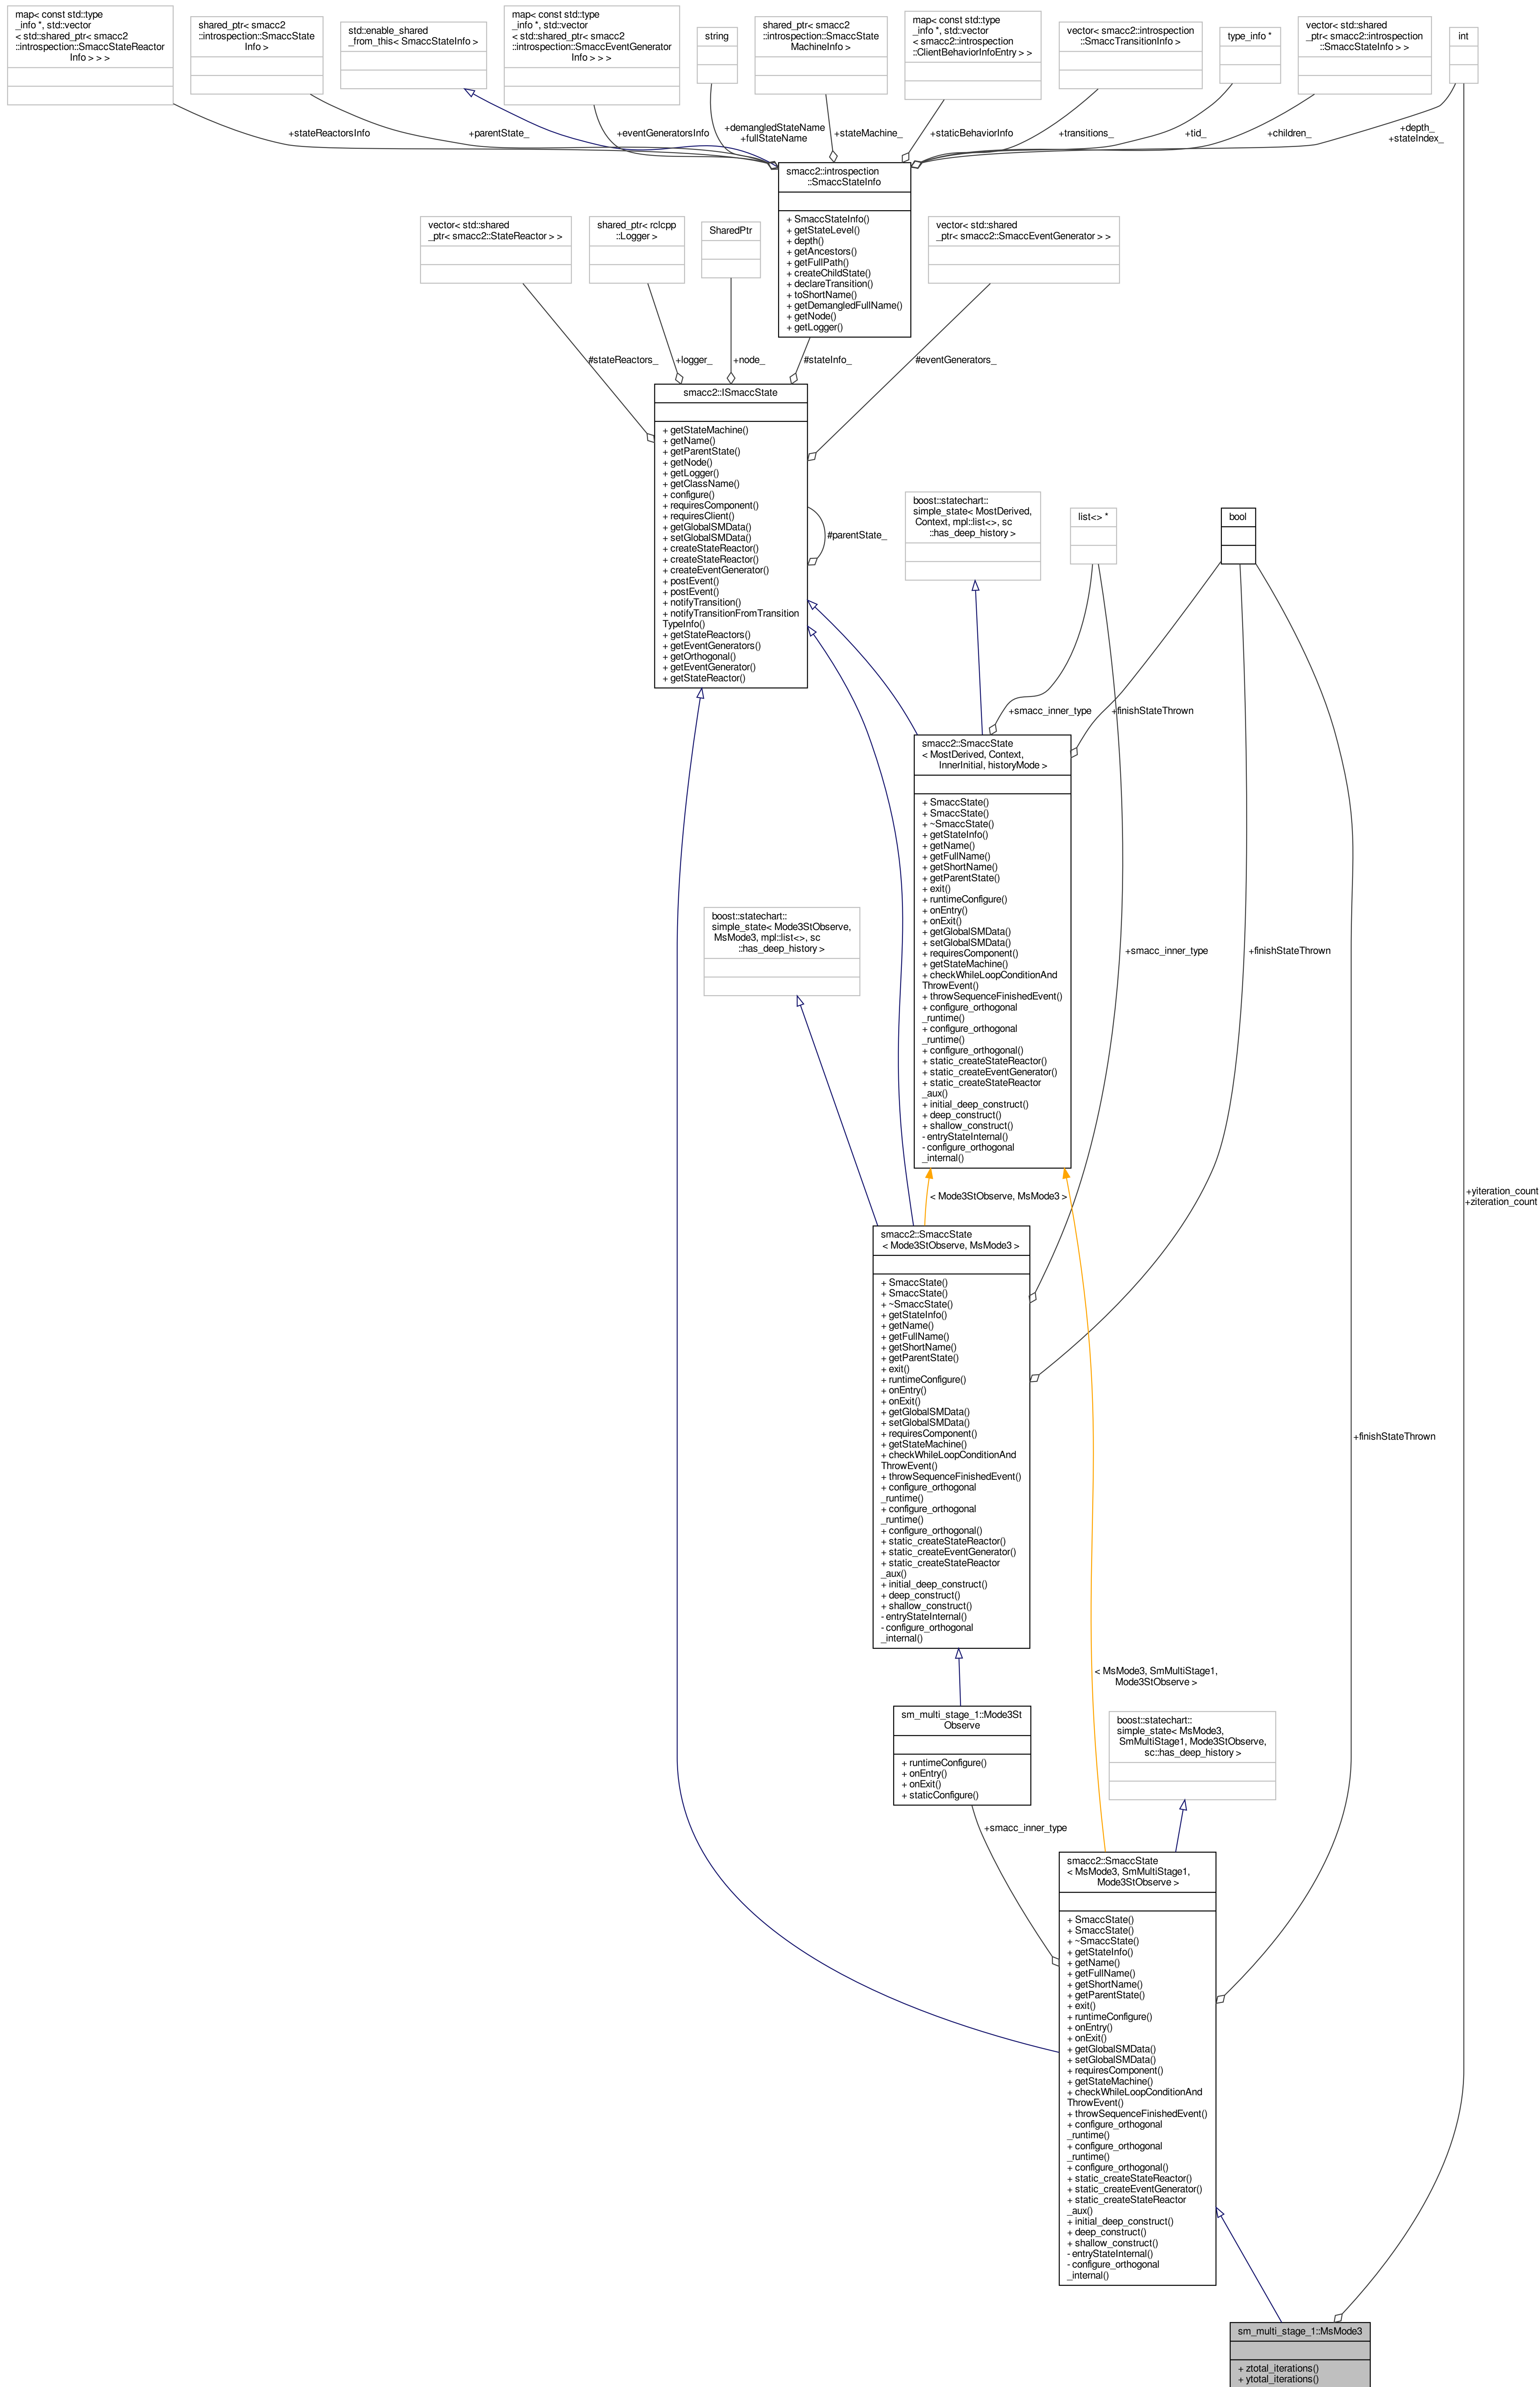 map< const std::type
_info *, std::vector
< std::shared_ptr< smacc2
::introspection::SmaccStateReactor
Info > > >
shared_ptr< smacc2
::introspection::SmaccState
Info >
std::enable_shared
_from_this< SmaccStateInfo >
map< const std::type
_info *, std::vector
< std::shared_ptr< smacc2
::introspection::SmaccEventGenerator
Info > > >
string
shared_ptr< smacc2
::introspection::SmaccState
MachineInfo >
map< const std::type
_info *, std::vector
< smacc2::introspection
::ClientBehaviorInfoEntry > >
vector< smacc2::introspection
::SmaccTransitionInfo >
type_info *
vector< std::shared
_ptr< smacc2::introspection
::SmaccStateInfo > >
int
+stateReactorsInfo
+parentState_
+eventGeneratorsInfo
+demangledStateName
+fullStateName
+stateMachine_
+staticBehaviorInfo
+transitions_
+tid_
+children_
+depth_
+stateIndex_
smacc2::introspection
::SmaccStateInfo
+ SmaccStateInfo()
+ getStateLevel()
+ depth()
+ getAncestors()
+ getFullPath()
+ createChildState()
+ declareTransition()
+ toShortName()
+ getDemangledFullName()
+ getNode()
+ getLogger()
vector< std::shared
_ptr< smacc2::StateReactor > >
shared_ptr< rclcpp
::Logger >
SharedPtr
vector< std::shared
_ptr< smacc2::SmaccEventGenerator > >
#stateReactors_
+logger_
+node_
#stateInfo_
#eventGenerators_
smacc2::ISmaccState
+ getStateMachine()
+ getName()
+ getParentState()
+ getNode()
+ getLogger()
+ getClassName()
+ configure()
+ requiresComponent()
+ requiresClient()
+ getGlobalSMData()
+ setGlobalSMData()
+ createStateReactor()
+ createStateReactor()
+ createEventGenerator()
+ postEvent()
+ postEvent()
+ notifyTransition()
+ notifyTransitionFromTransition
TypeInfo()
+ getStateReactors()
+ getEventGenerators()
+ getOrthogonal()
+ getEventGenerator()
+ getStateReactor()
#parentState_
boost::statechart::
simple_state< MostDerived,
Context, mpl::list<>, sc
::has_deep_history >
list<> *
bool
+smacc_inner_type
+finishStateThrown
smacc2::SmaccState
< MostDerived, Context,
InnerInitial, historyMode >
+ SmaccState()
+ SmaccState()
+ ~SmaccState()
+ getStateInfo()
+ getName()
+ getFullName()
+ getShortName()
+ getParentState()
+ exit()
+ runtimeConfigure()
+ onEntry()
+ onExit()
+ getGlobalSMData()
+ setGlobalSMData()
+ requiresComponent()
+ getStateMachine()
+ checkWhileLoopConditionAnd
ThrowEvent()
+ throwSequenceFinishedEvent()
+ configure_orthogonal
_runtime()
+ configure_orthogonal
_runtime()
+ configure_orthogonal()
+ static_createStateReactor()
+ static_createEventGenerator()
+ static_createStateReactor
_aux()
+ initial_deep_construct()
+ deep_construct()
+ shallow_construct()
- entryStateInternal()
- configure_orthogonal
_internal()
boost::statechart::
simple_state< Mode3StObserve,
MsMode3, mpl::list<>, sc
::has_deep_history >
+smacc_inner_type
+finishStateThrown
+yiteration_count
+ziteration_count
< Mode3StObserve, MsMode3 >
smacc2::SmaccState
< Mode3StObserve, MsMode3 >
+ SmaccState()
+ SmaccState()
+ ~SmaccState()
+ getStateInfo()
+ getName()
+ getFullName()
+ getShortName()
+ getParentState()
+ exit()
+ runtimeConfigure()
+ onEntry()
+ onExit()
+ getGlobalSMData()
+ setGlobalSMData()
+ requiresComponent()
+ getStateMachine()
+ checkWhileLoopConditionAnd
ThrowEvent()
+ throwSequenceFinishedEvent()
+ configure_orthogonal
_runtime()
+ configure_orthogonal
_runtime()
+ configure_orthogonal()
+ static_createStateReactor()
+ static_createEventGenerator()
+ static_createStateReactor
_aux()
+ initial_deep_construct()
+ deep_construct()
+ shallow_construct()
- entryStateInternal()
- configure_orthogonal
_internal()
+finishStateThrown
< MsMode3, SmMultiStage1,
Mode3StObserve >
sm_multi_stage_1::Mode3St
Observe
+ runtimeConfigure()
+ onEntry()
+ onExit()
+ staticConfigure()
boost::statechart::
simple_state< MsMode3,
SmMultiStage1, Mode3StObserve,
sc::has_deep_history >
+smacc_inner_type
smacc2::SmaccState
< MsMode3, SmMultiStage1,
Mode3StObserve >
+ SmaccState()
+ SmaccState()
+ ~SmaccState()
+ getStateInfo()
+ getName()
+ getFullName()
+ getShortName()
+ getParentState()
+ exit()
+ runtimeConfigure()
+ onEntry()
+ onExit()
+ getGlobalSMData()
+ setGlobalSMData()
+ requiresComponent()
+ getStateMachine()
+ checkWhileLoopConditionAnd
ThrowEvent()
+ throwSequenceFinishedEvent()
+ configure_orthogonal
_runtime()
+ configure_orthogonal
_runtime()
+ configure_orthogonal()
+ static_createStateReactor()
+ static_createEventGenerator()
+ static_createStateReactor
_aux()
+ initial_deep_construct()
+ deep_construct()
+ shallow_construct()
- entryStateInternal()
- configure_orthogonal
_internal()
sm_multi_stage_1::MsMode3
+ ztotal_iterations()
+ ytotal_iterations()